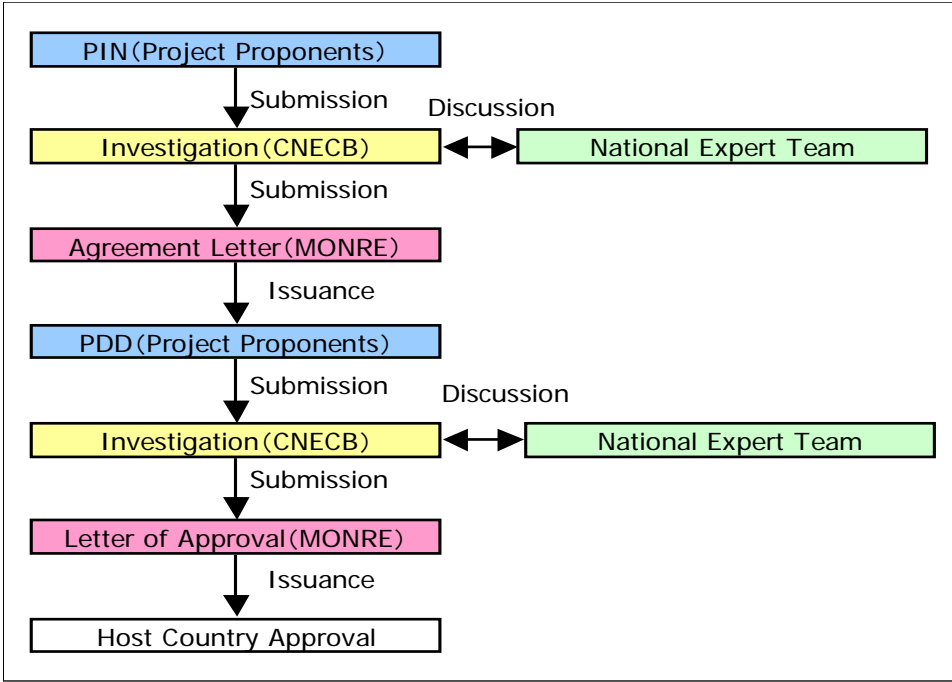 PIN(Project Proponents)
Submission
Discussion
Investigation(CNECB)
National Expert Team
Submission
Agreement Letter(MONRE)
Issuance
PDD(Project Proponents)
Submission
Discussion
Investigation(CNECB)
National Expert Team
Submission
Letter of Approval(MONRE)
Issuance
Host Country Approval